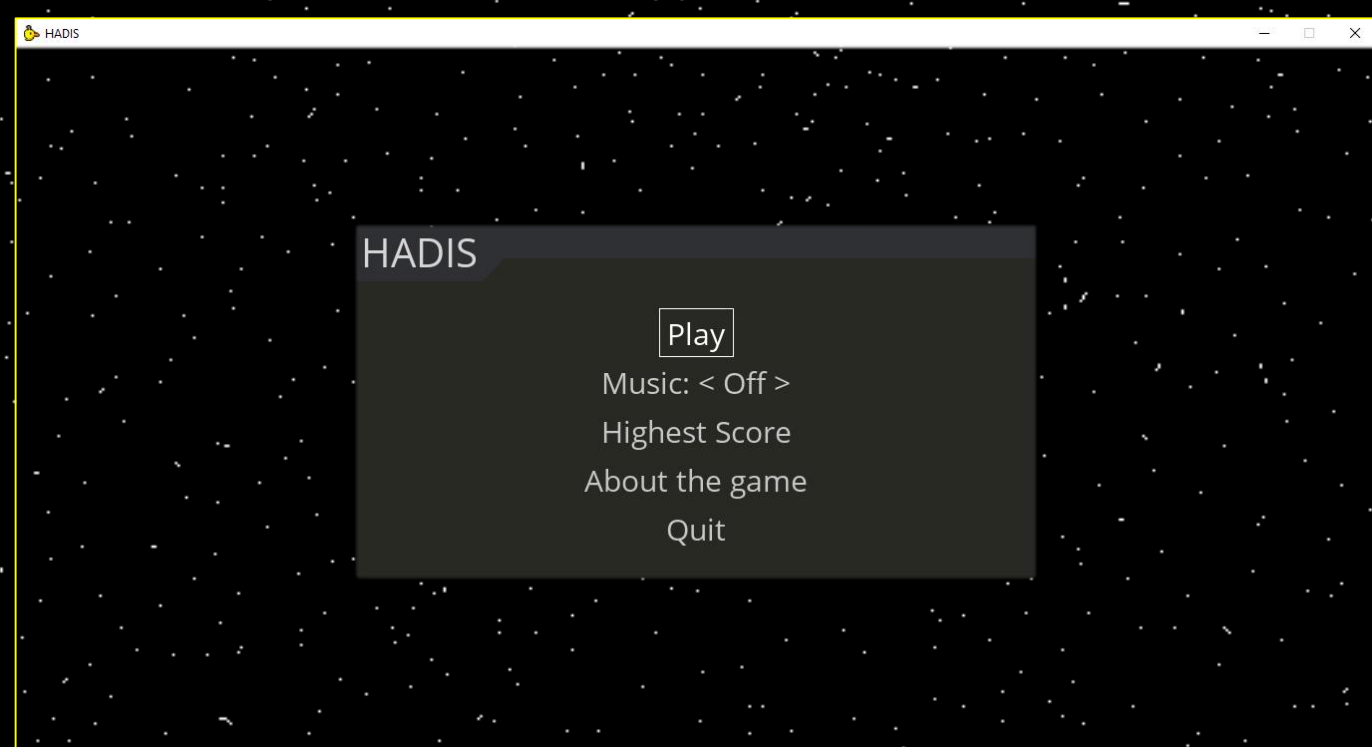 HADIS
HADIS
Play
Music: < Off >
Highest Score
About the game
Quit